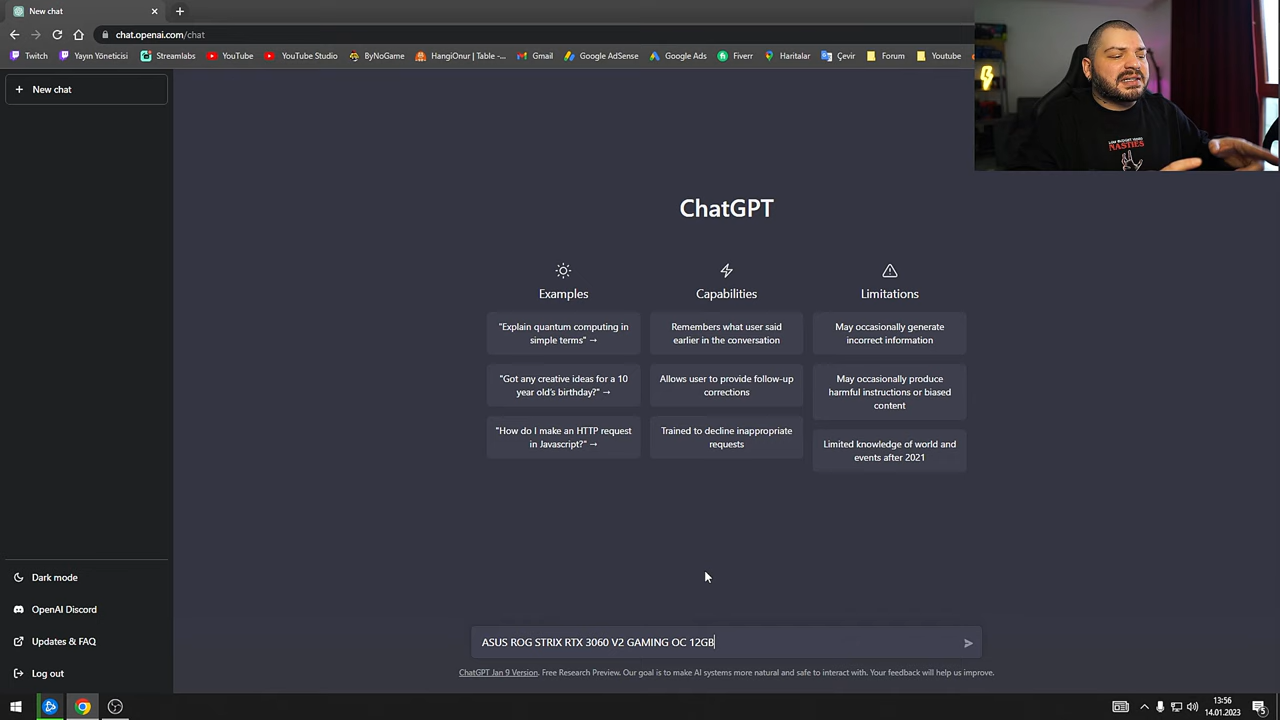 New chat
chat.openai.com/chat
Twitch
Yayın Yöneticisi
Streamlabs
YouTube
YouTube Studio
ByNoGame
HangiOnur | Table -...
Gmail
Google AdSense
Google Ads
Fiverr
Haritalar
Çevir
Forum
Youtube
New chat
NASTIES
ChatGPT
Examples
Capabilities
Limitations
"Explain quantum computing in
simple terms" →
Remembers what user said
earlier in the conversation
May occasionally generate
incorrect information
"Got any creative ideas for a 10
year old's birthday?" →
Allows user to provide follow-up
corrections
May occasionally produce
harmful instructions or biased
content
"How do I make an HTTP request
in Javascript?" →
Trained to decline inappropriate
requests
Limited knowledge of world and
events after 2021
Dark mode
OpenAI Discord
Updates & FAQ
Log out
ASUS ROG STRIX RTX 3060 V2 GAMING OC 12GB
ChatGPT Jan 9 Version. Free Research Preview. Our goal is to make AI systems more natural and safe to interact with. Your feedback will help us improve.
13:56
14.01.2023